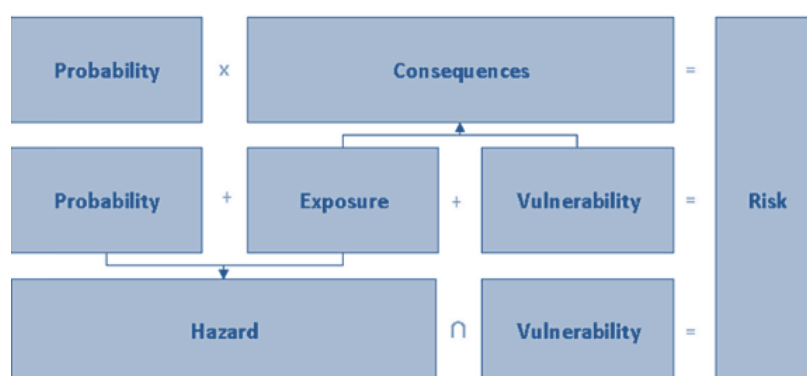 Probability x Consequences =
Probability + Exposure + Vulnerability = Risk
Hazard ∩ Vulnerability =